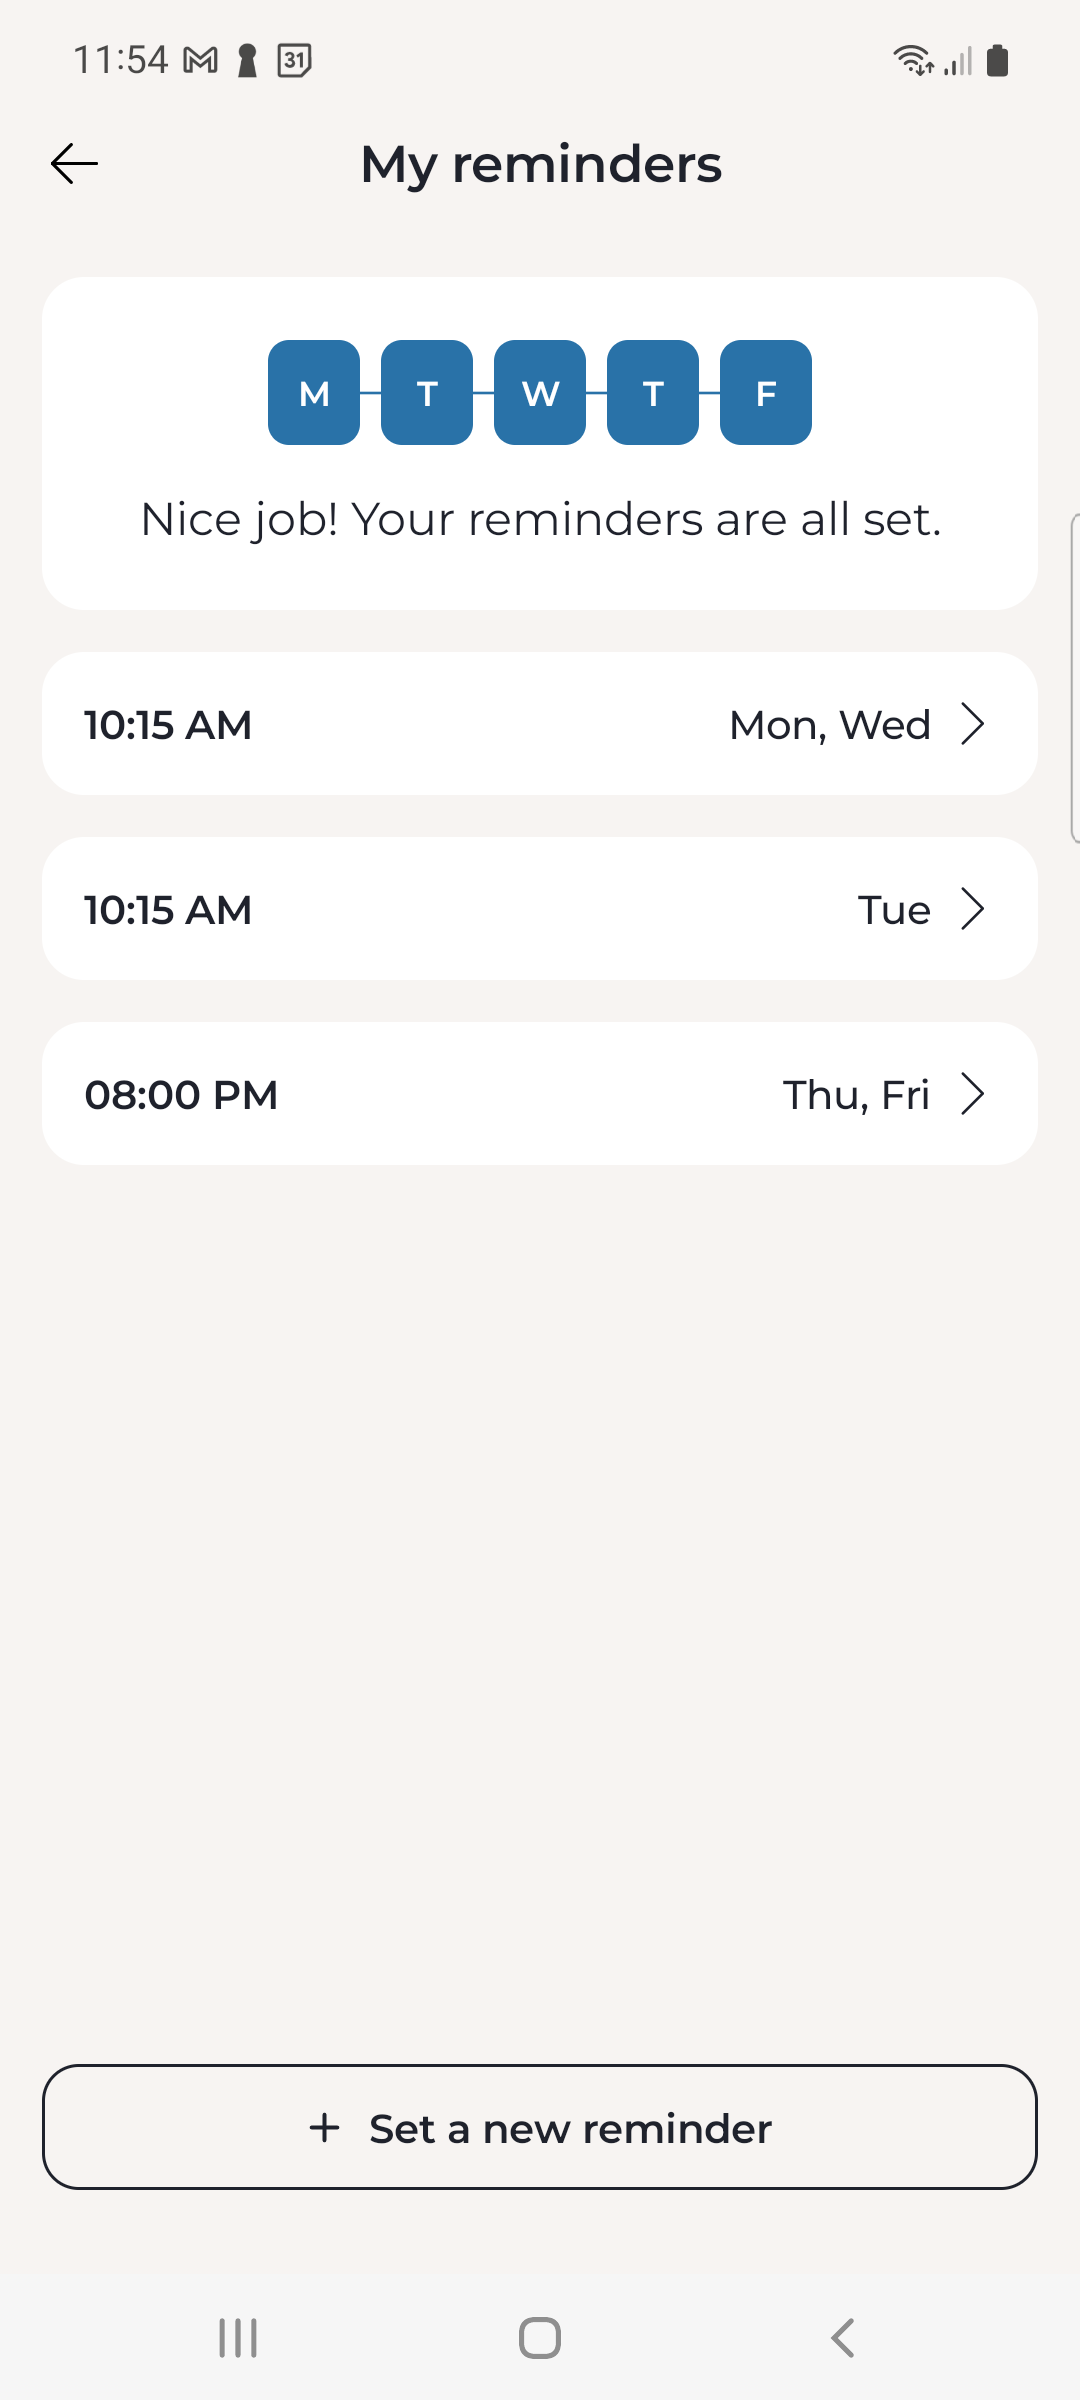 11:54 31
My reminders
M T W T F
Nice job! Your reminders are all set.
10:15 AM Mon, Wed
10:15 AM Tue
08:00 PM Thu, Fri
+ Set a new reminder